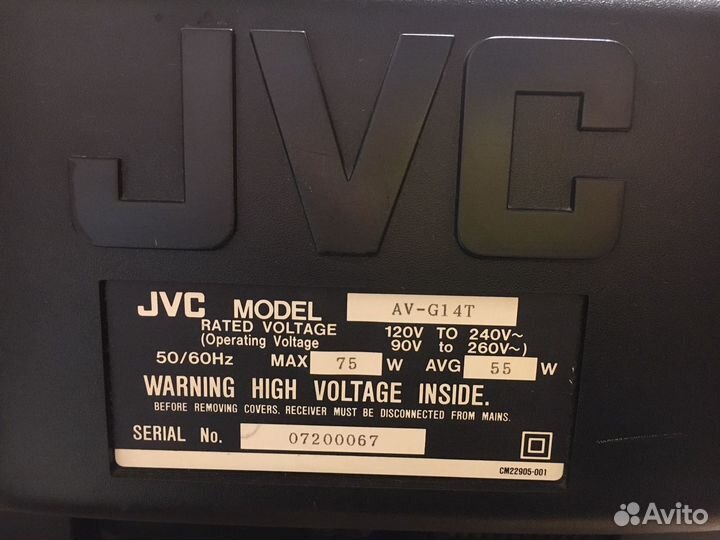 JVC
JVC MODEL AV-G14T
RATED VOLTAGE 120V TO 240V~
(Operating Voltage 90V to 260V~)
50/60Hz MAX 75 W AVG 55 W
WARNING HIGH VOLTAGE INSIDE.
BEFORE REMOVING COVERS. RECEIVER MUST BE DISCONNECTED FROM MAINS.
SERIAL No. 07200067
CM22905-001
Avito